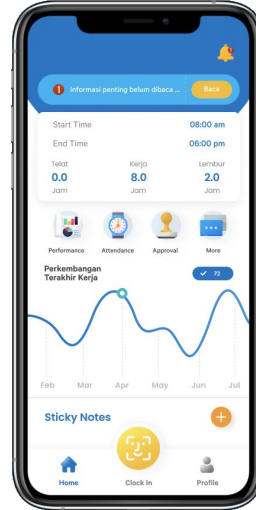 1 Informasi penting belum dibaca ... Baca
Start Time 08:00 am
End Time 06:00 pm
Telat Kerja Lembur
0.0 8.0 2.0
Jam Jam Jam
Performance Attendance Approval More
Perkembangan
Terakhir Kerja
72
Feb Mar Apr May Jun Jul
Sticky Notes
Home Clock In Profile